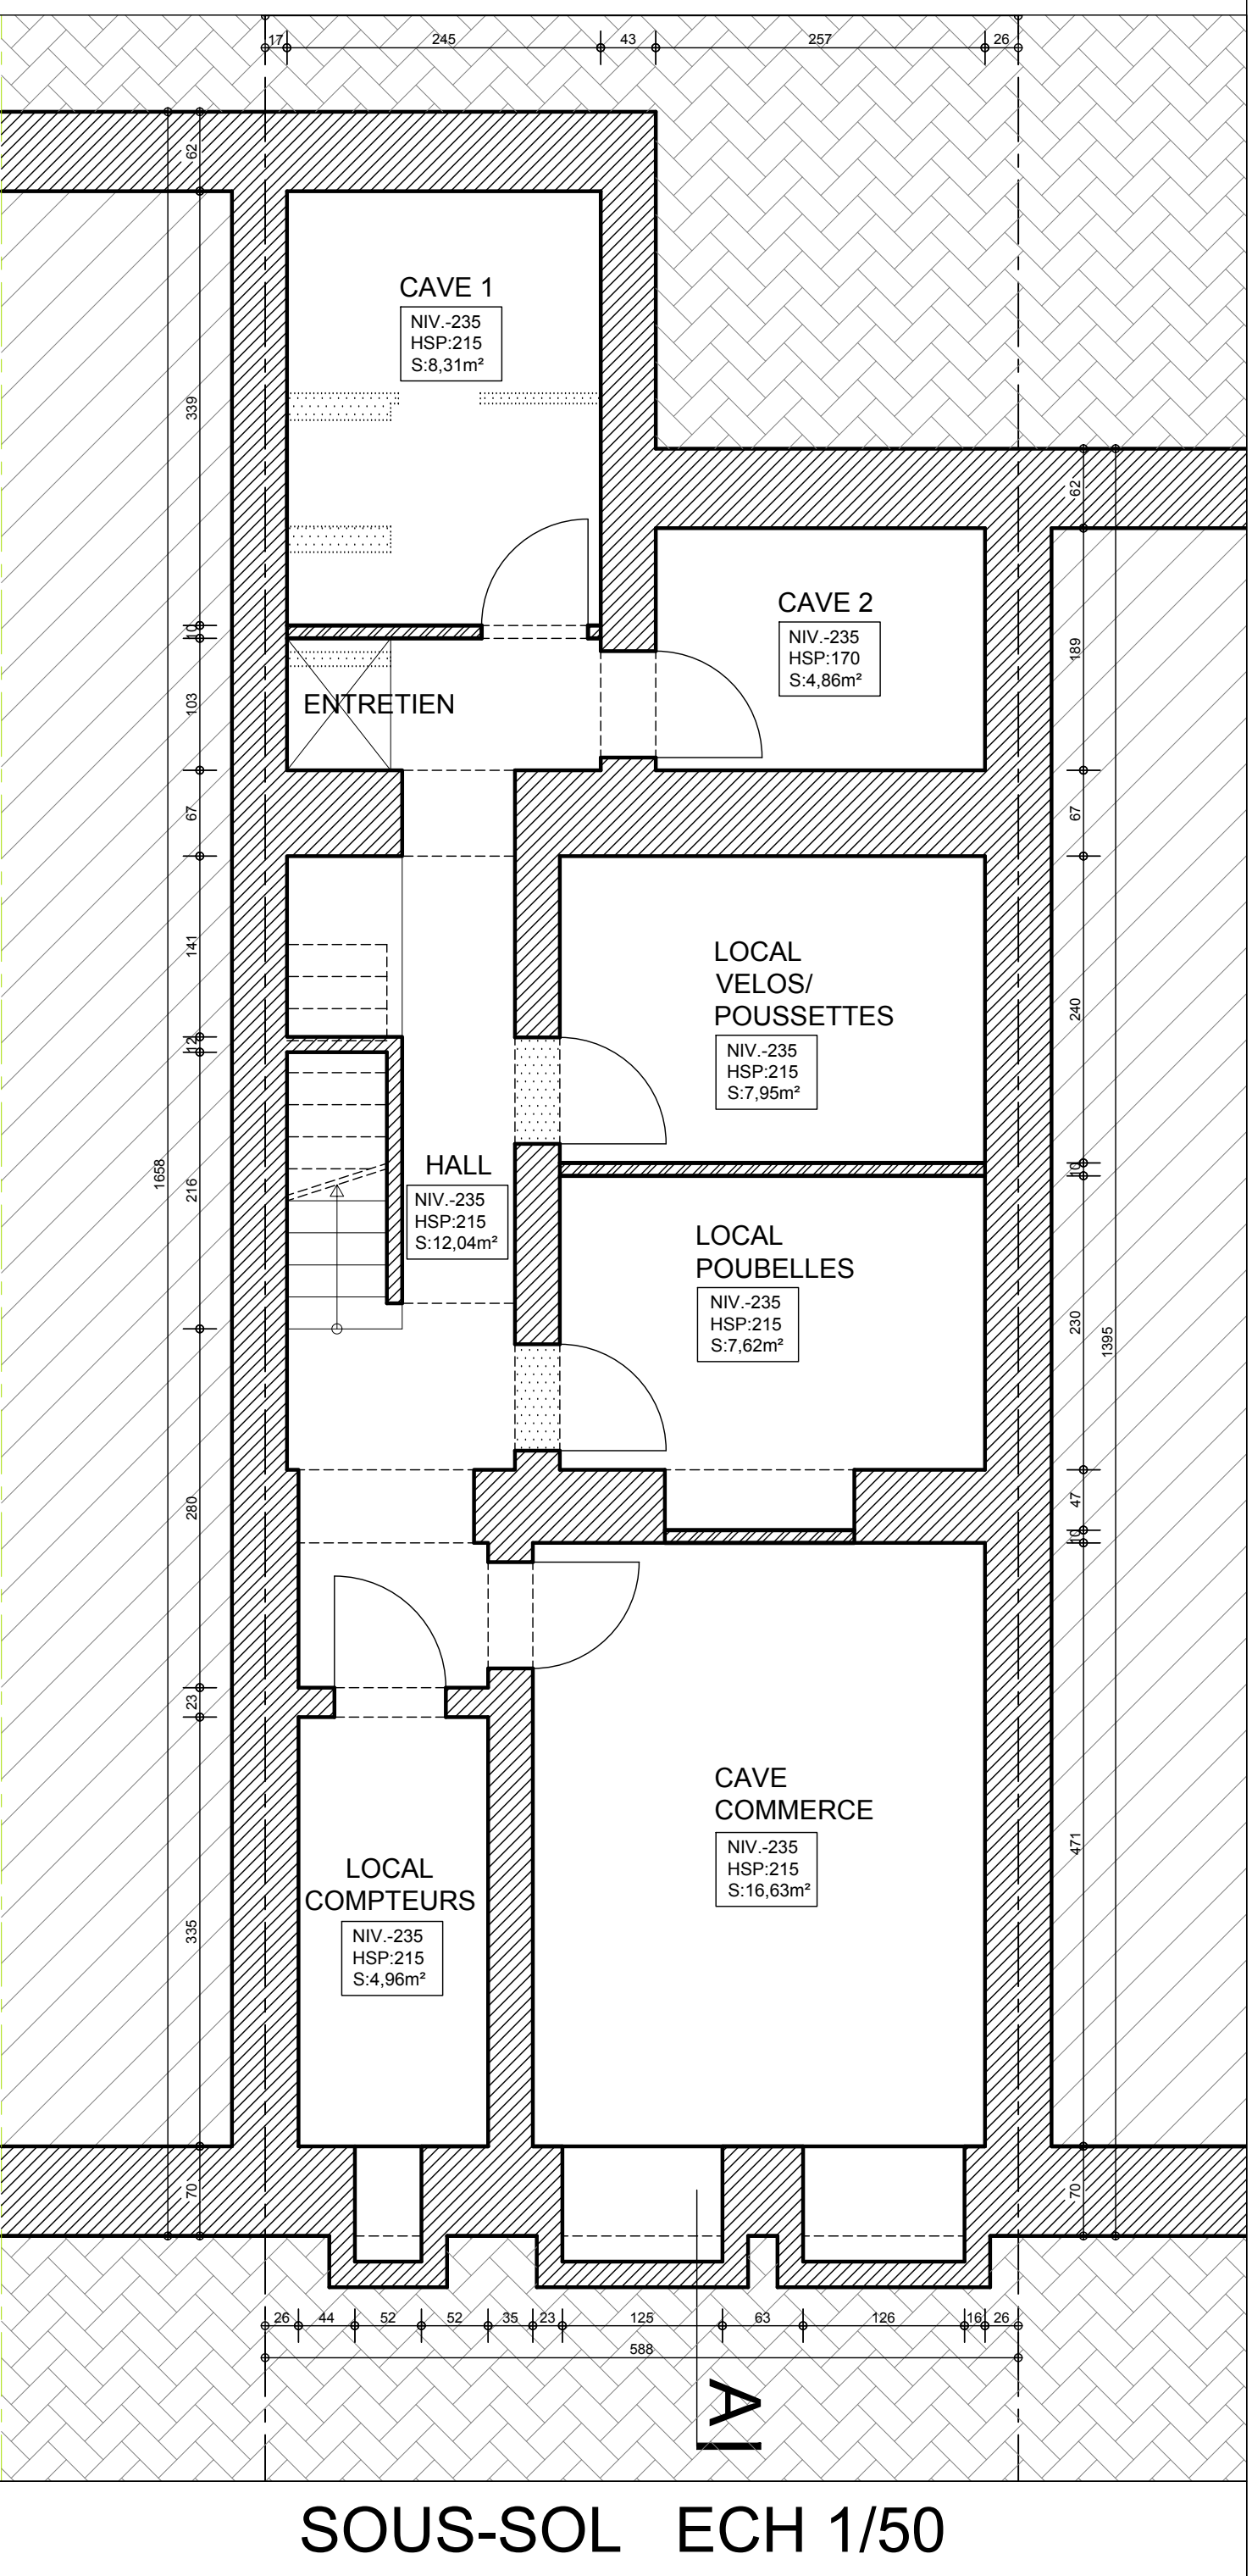 17 245 43 257 26
62
CAVE 1
NIV.-235
HSP:215
S:8,31m²
339
62
CAVE 2
NIV.-235
HSP:170
S:4,86m²
10
189
ENTRETIEN
103
67
67
141
LOCAL
VELOS/
POUSSETTES
NIV.-235
HSP:215
S:7,95m²
240
12
1658
HALL
NIV.-235
HSP:215
S:12,04m²
216
10
LOCAL
POUBELLES
NIV.-235
HSP:215
S:7,62m²
230
1395
280
47
10
23
CAVE
COMMERCE
NIV.-235
HSP:215
S:16,63m²
471
LOCAL
COMPTEURS
NIV.-235
HSP:215
S:4,96m²
335
70
70
26 44 52 52 35 23 125 63 126 16 26
588
A
SOUS-SOL ECH 1/50